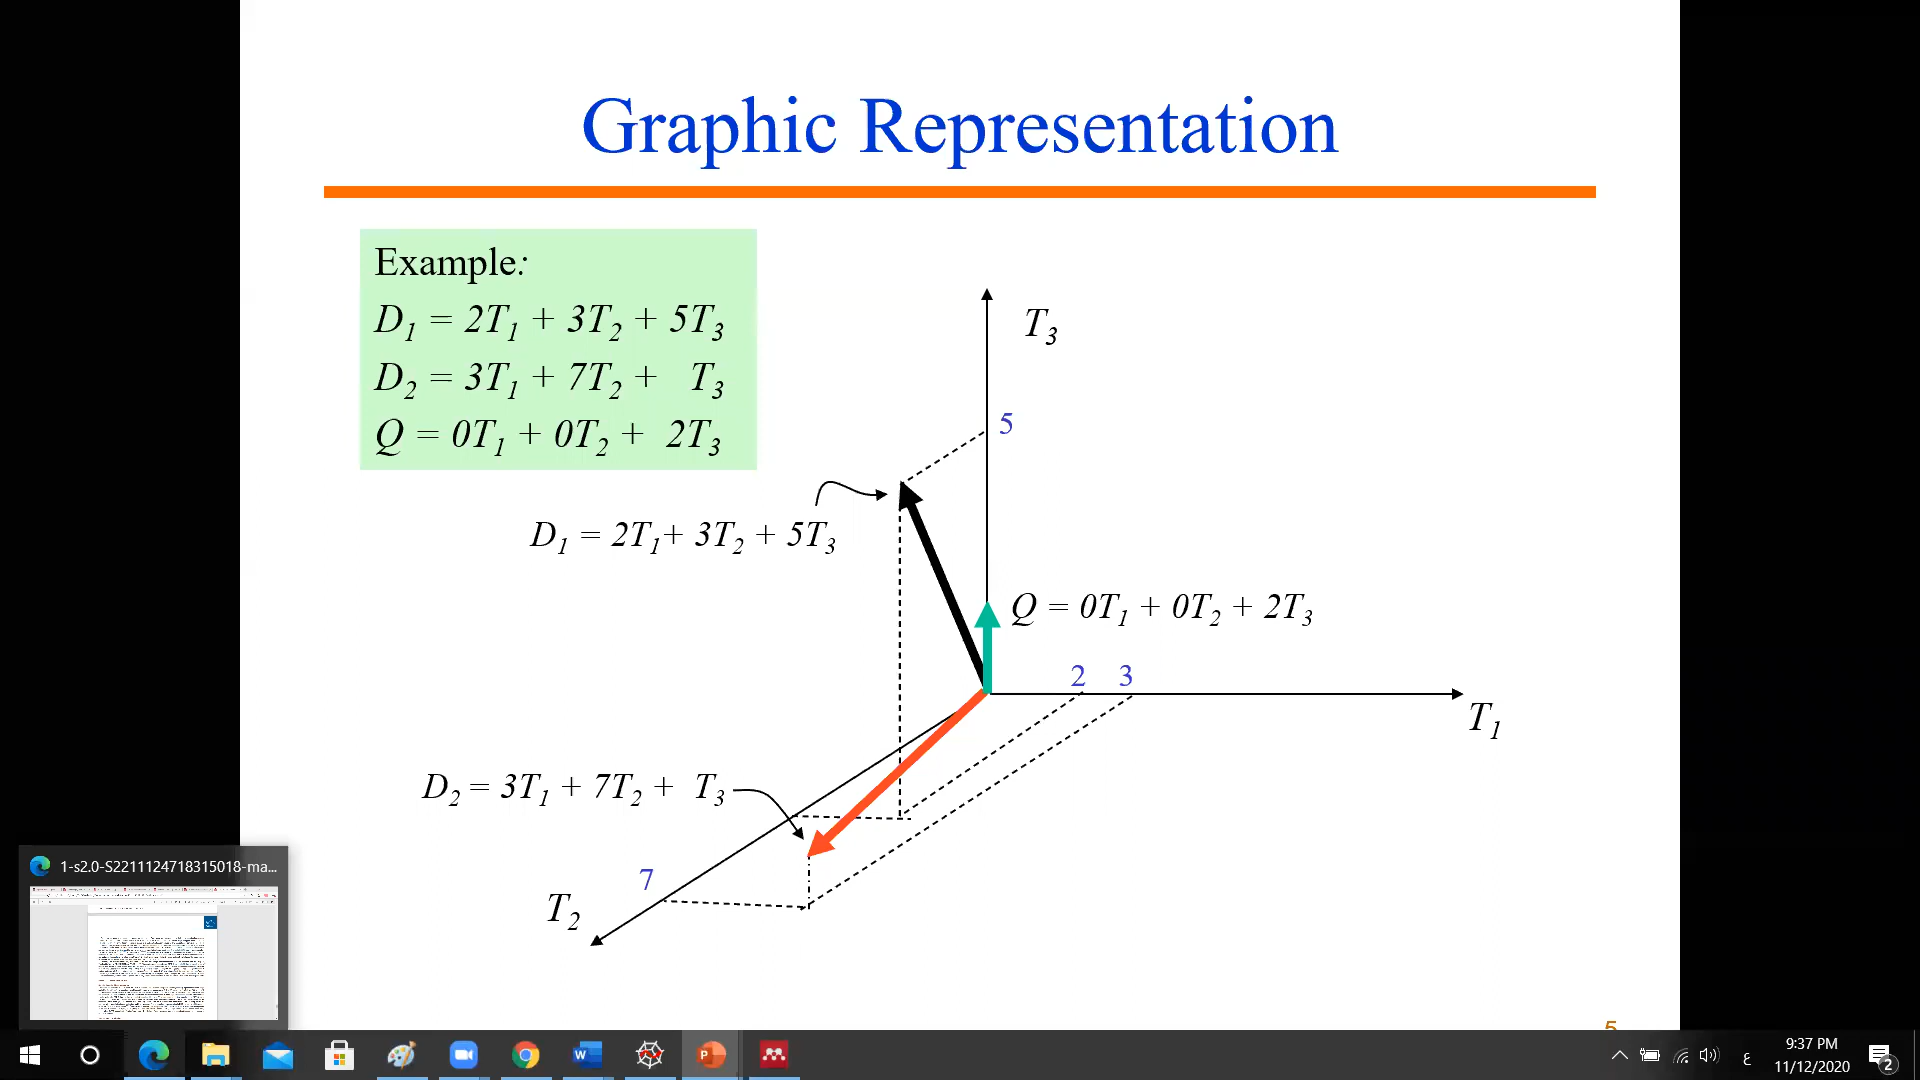 Graphic Representation
Example:
D1 = 2T1 + 3T2 + 5T3
D2 = 3T1 + 7T2 + T3
Q = 0T1 + 0T2 + 2T3
T3
5
D1 = 2T1+ 3T2 + 5T3
Q = 0T1 + 0T2 + 2T3
2 3
T1
D2 = 3T1 + 7T2 + T3
7
T2
1-s2.0-S2211124718315018-ma...
5
ع
9:37 PM
11/12/2020
2